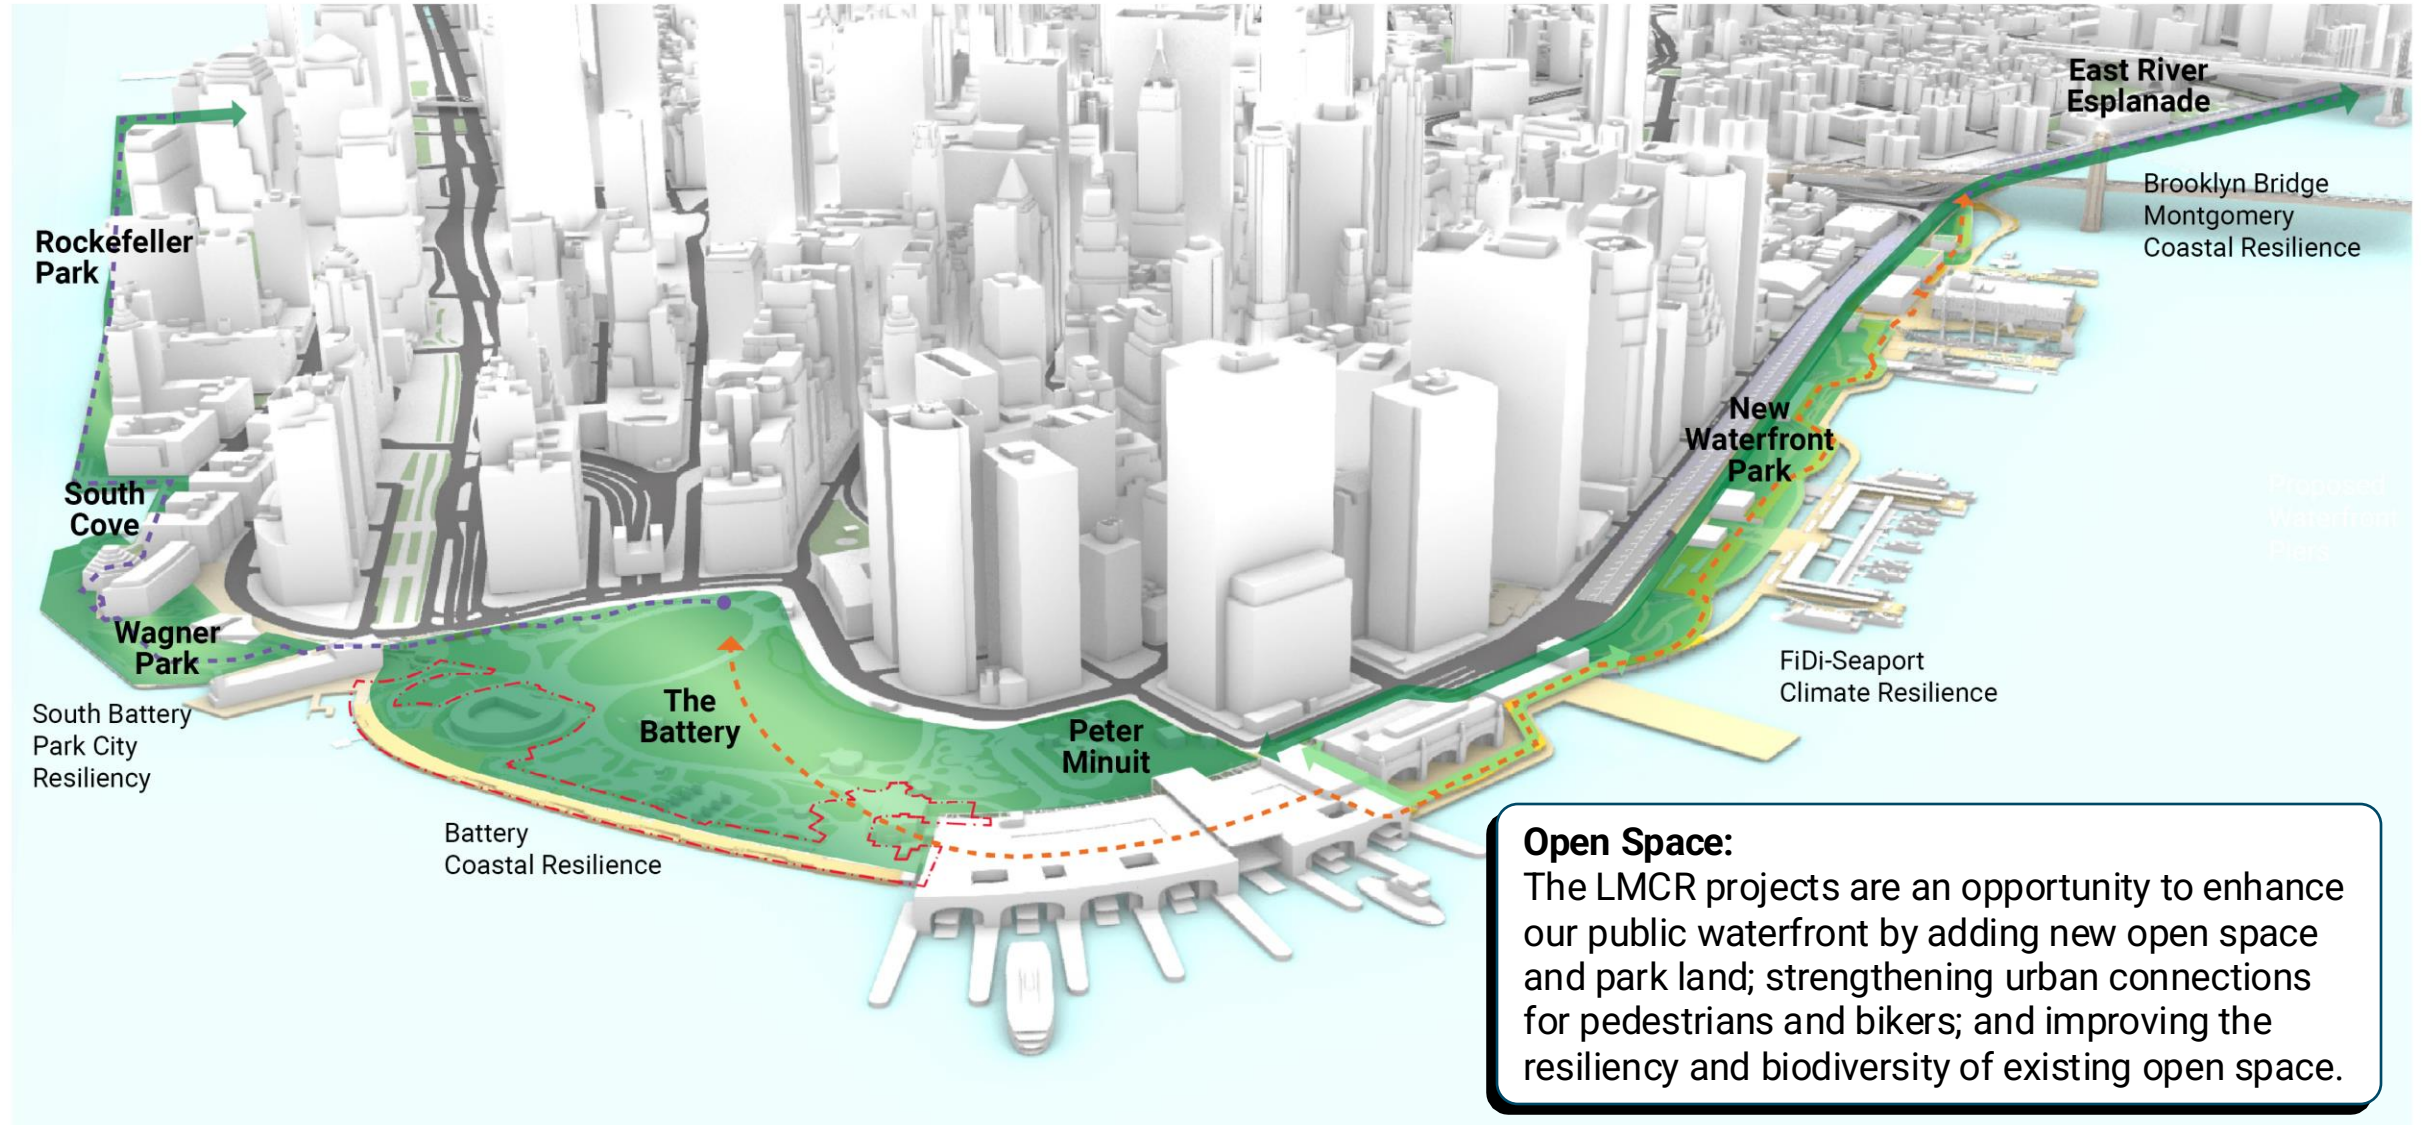 East River
Esplanade
Brooklyn Bridge
Montgomery
Coastal Resilience
Rockefeller
Park
New
Waterfront
Park
South
Cove
Proposed
Waterfront
Piers
Wagner
Park
FiDi-Seaport
Climate Resilience
The
Battery
Peter
Minuit
South Battery
Park City
Resiliency
Battery
Coastal Resilience
Open Space:
The LMCR projects are an opportunity to enhance
our public waterfront by adding new open space
and park land; strengthening urban connections
for pedestrians and bikers; and improving the
resiliency and biodiversity of existing open space.